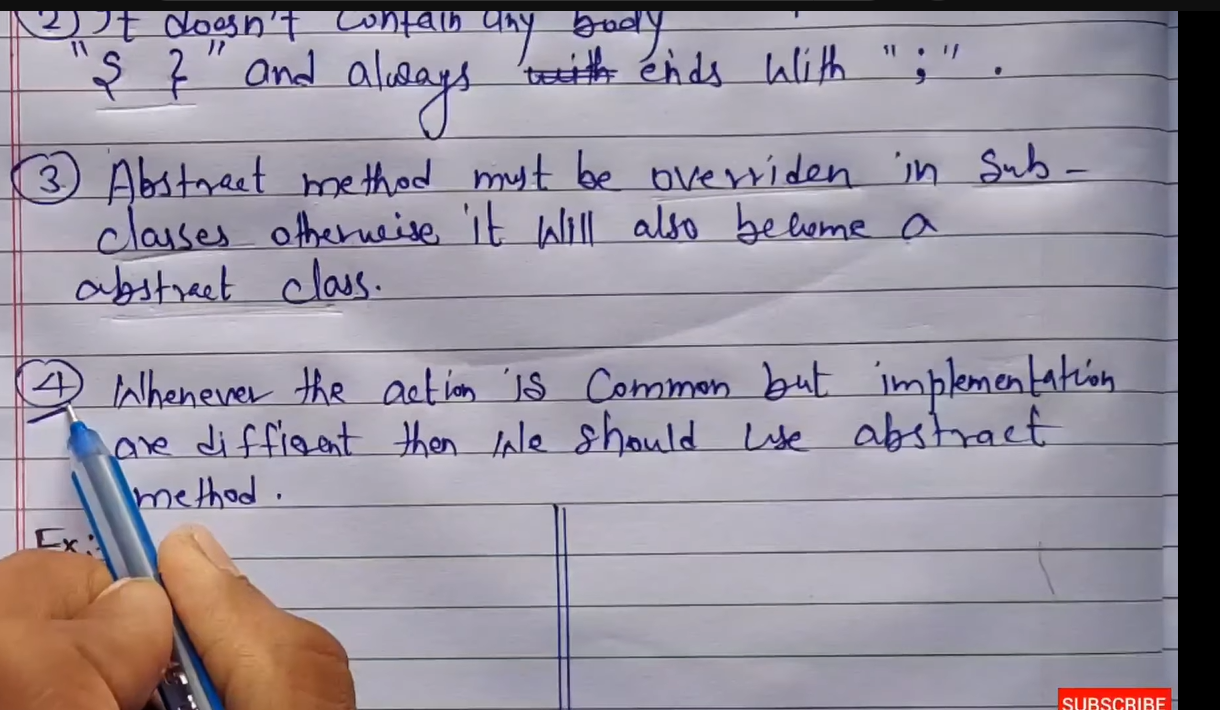 2) It doesn't contain any body
"{ }" and always with ends with ";".
3 Abstract method must be overriden in Sub-
classes otherwise it will also become a
abstract class.
4 Whenever the action is Common but implementation
are diffirent then We should use abstract
method.
Ex:-
SUBSCRIBE